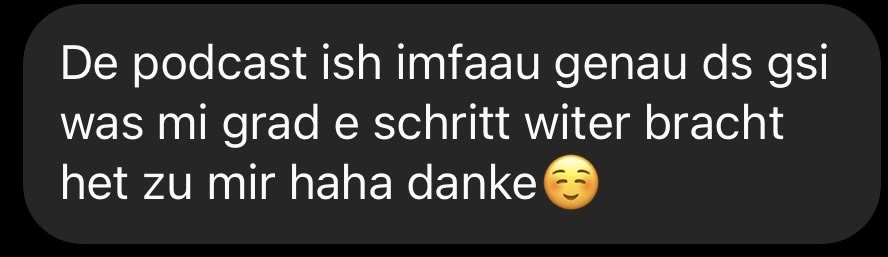 De podcast ish imfaau genau ds gsi
was mi grad e schritt witer bracht
het zu mir haha danke☺️